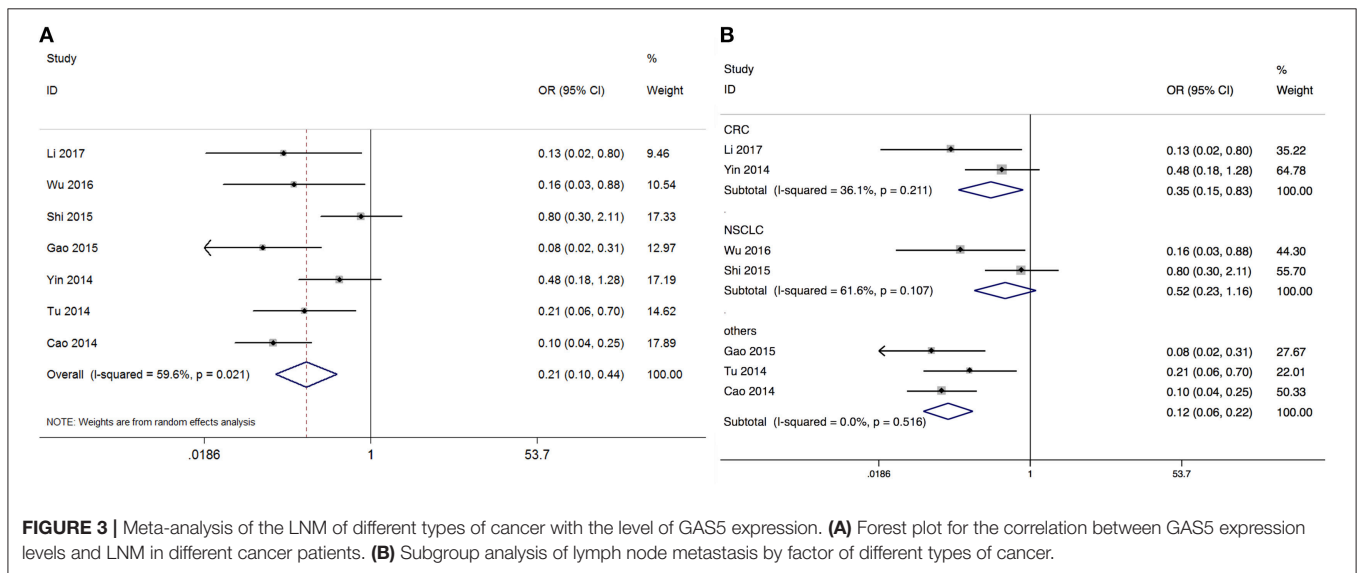 A
Study
%
ID
OR (95% CI)
Weight
Li 2017
0.13 (0.02, 0.80)
9.46
Wu 2016
0.16 (0.03, 0.88)
10.54
Shi 2015
0.80 (0.30, 2.11)
17.33
Gao 2015
0.08 (0.02, 0.31)
12.97
Yin 2014
0.48 (0.18, 1.28)
17.19
Tu 2014
0.21 (0.06, 0.70)
14.62
Cao 2014
0.10 (0.04, 0.25)
17.89
Overall (I-squared = 59.6%, p = 0.021)
0.21 (0.10, 0.44)
100.00
NOTE: Weights are from random effects analysis
.0186
1
53.7
B
Study
%
ID
OR (95% CI)
Weight
CRC
Li 2017
0.13 (0.02, 0.80)
35.22
Yin 2014
0.48 (0.18, 1.28)
64.78
Subtotal (I-squared = 36.1%, p = 0.211)
0.35 (0.15, 0.83)
100.00
.
NSCLC
Wu 2016
0.16 (0.03, 0.88)
44.30
Shi 2015
0.80 (0.30, 2.11)
55.70
Subtotal (I-squared = 61.6%, p = 0.107)
0.52 (0.23, 1.16)
100.00
.
others
Gao 2015
0.08 (0.02, 0.31)
27.67
Tu 2014
0.21 (0.06, 0.70)
22.01
Cao 2014
0.10 (0.04, 0.25)
50.33
Subtotal (I-squared = 0.0%, p = 0.516)
0.12 (0.06, 0.22)
100.00
.0186
1
53.7
FIGURE 3 | Meta-analysis of the LNM of different types of cancer with the level of GAS5 expression. (A) Forest plot for the correlation between GAS5 expression
levels and LNM in different cancer patients. (B) Subgroup analysis of lymph node metastasis by factor of different types of cancer.